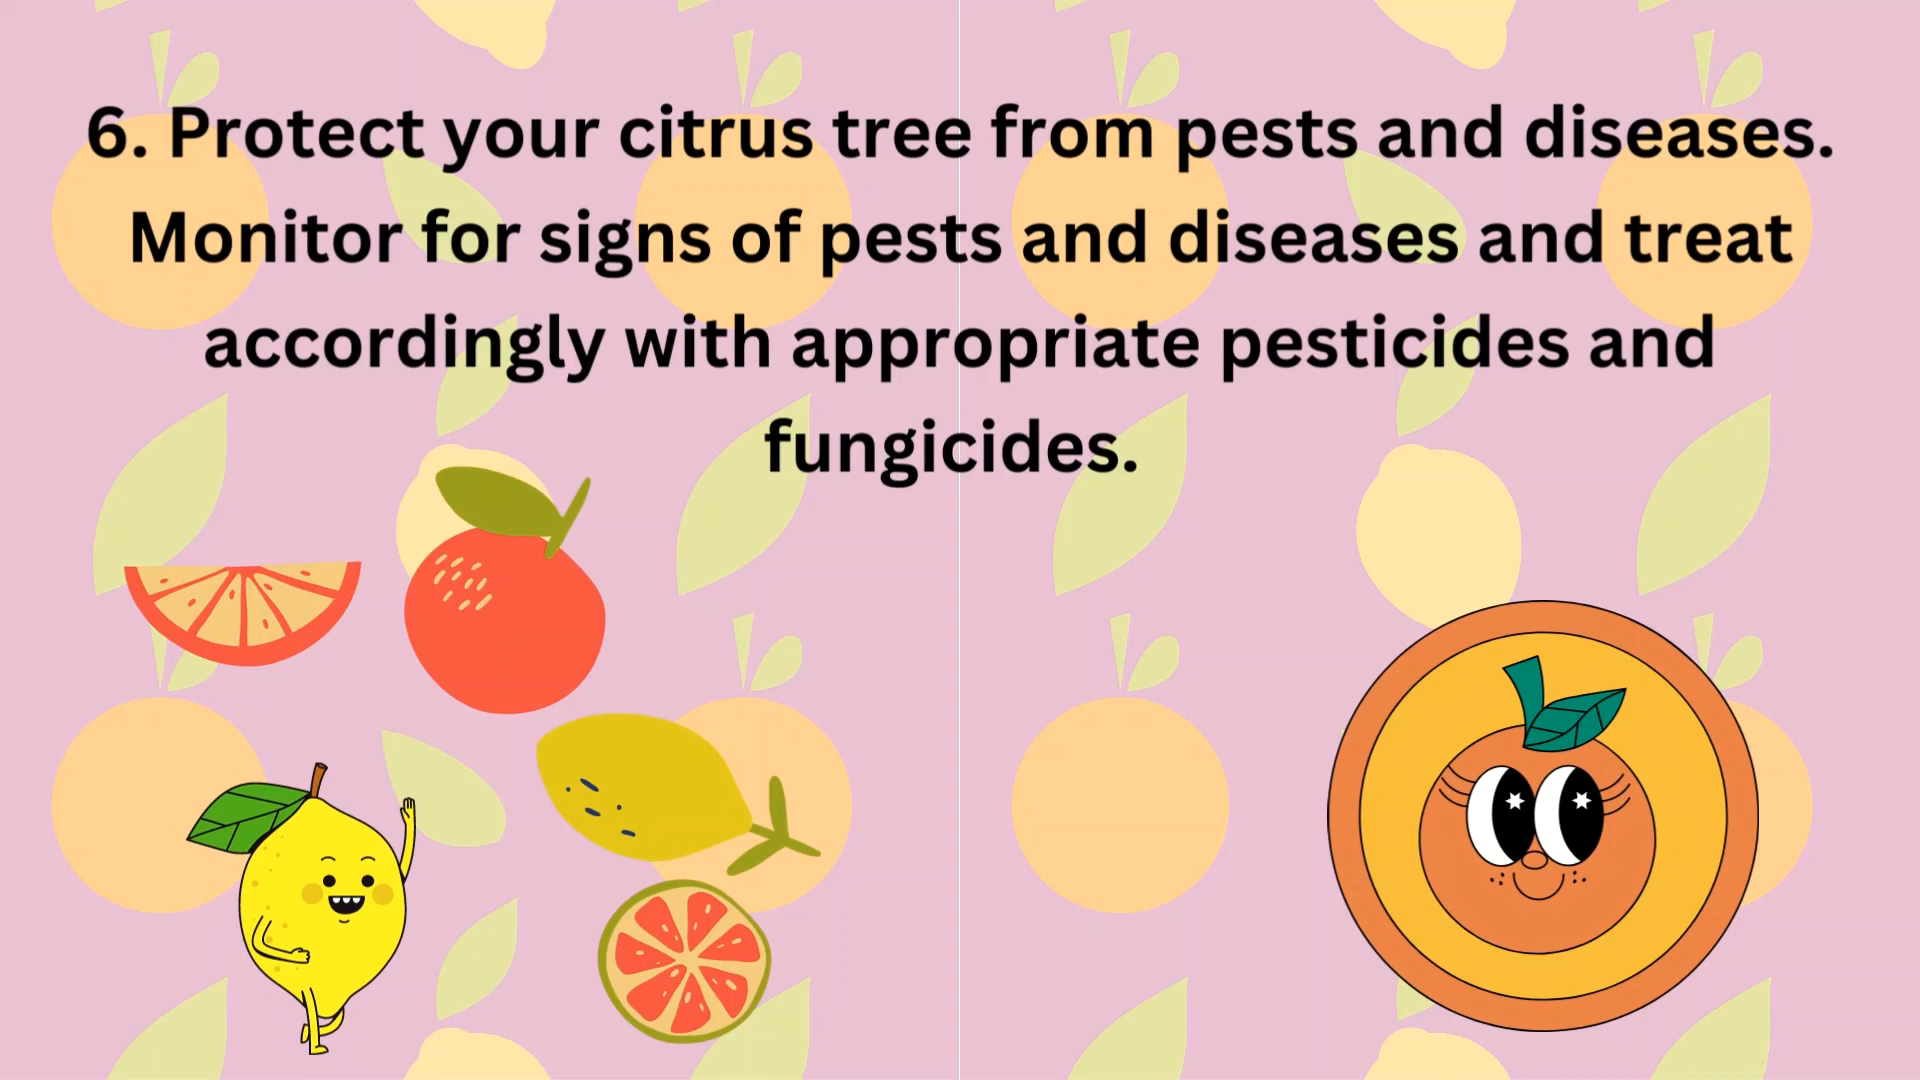 6. Protect your citrus tree from pests and diseases.
Monitor for signs of pests and diseases and treat
accordingly with appropriate pesticides and
fungicides.